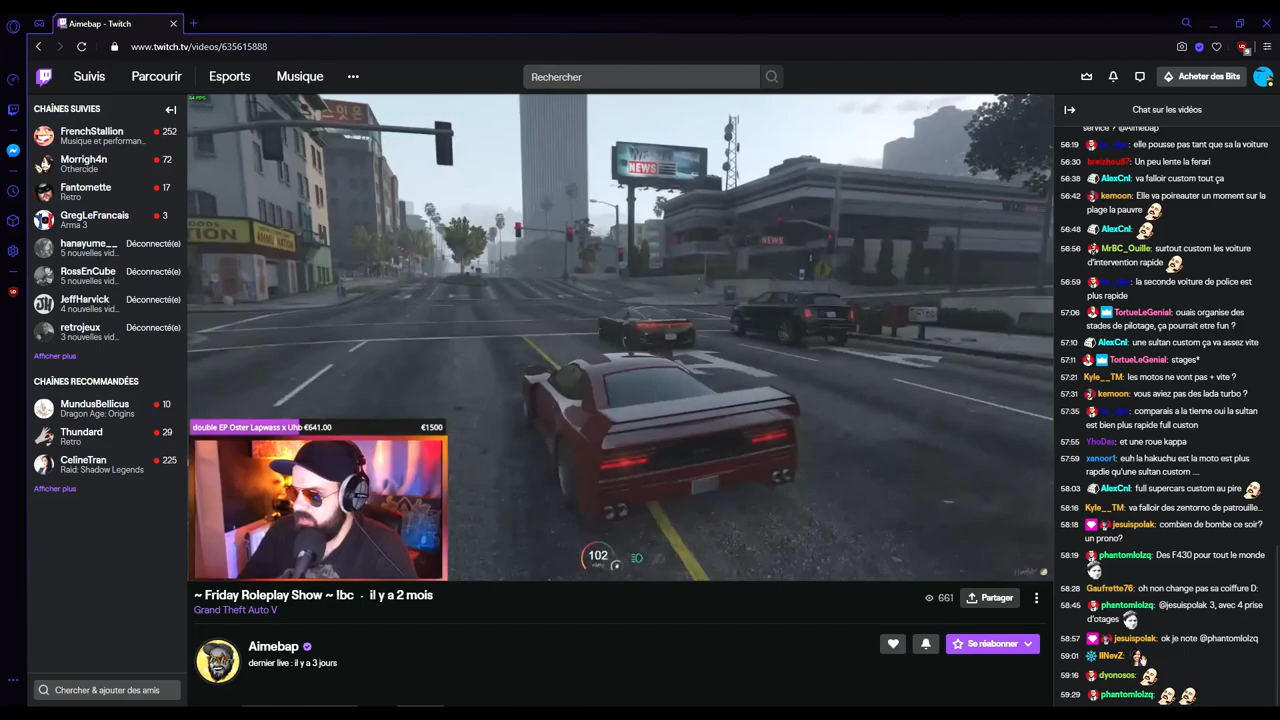 Aimebap - Twitch
www.twitch.tv/videos/635615888
Suivis
Parcourir
Esports
Musique
Rechercher
Acheter des Bits
CHAÎNES SUIVIES
FrenchStallion 252
Musique et performan...
Morrigh4n 72
Othercide
Fantomette 17
Retro
GregLeFrancais 3
Arma 3
hanayume__ Déconnecté(e)
5 nouvelles vid...
RossEnCube Déconnecté(e)
5 nouvelles vid...
JeffHarvick Déconnecté(e)
4 nouvelles vid...
retrojeux Déconnecté(e)
3 nouvelles vid...
Afficher plus
CHAÎNES RECOMMANDÉES
MundusBellicus 10
Dragon Age: Origins
Thundard 29
Retro
CelineTran 225
Raid: Shadow Legends
Afficher plus
Chercher & ajouter des amis
NEWS
NEWS
AMMU-NATION
double EP Oster Lapwass x Uhb €641.00 €1500
102
~ Friday Roleplay Show ~ !bc - il y a 2 mois
Grand Theft Auto V
661
Partager
Aimebap
dernier live : il y a 3 jours
Se réabonner
Chat sur les vidéos
service ? @Aimebap
56:19 elle pousse pas tant que sa la voiture
56:30 breizhou87: Un peu lente la ferari
56:38 AlexCnl: va falloir custom tout ça
56:42 kemoon: Elle va poireauter un moment sur la
plage la pauvre
56:48 AlexCnl:
56:56 MrBC_Ouille: surtout custom les voiture
d'intervention rapide
56:59 la seconde voiture de police est
plus rapide
57:06 TortueLeGenial: ouais organise des
stades de pilotage, ça pourrait etre fun ?
57:10 AlexCnl: une sultan custom ça va assez vite
57:11 TortueLeGenial: stages*
57:21 Kyle__TM: les motos ne vont pas + vite ?
57:31 kemoon: vous aviez pas des lada turbo ?
57:35 comparais a la tienne oui la sultan
est bien plus rapide full custon
57:55 YhoDas: et une roue kappa
57:59 xanoor1: euh la hakuchu est la moto est plus
rapdie qu'une sultan custom ....
58:03 AlexCnl: full supercars custom au pire
58:16 Kyle__TM: va falloir des zentorno de patrouille...
58:18 jesuispolak: combien de bombe ce soir?
un prono?
58:19 phantomlolzq: Des F430 pour tout le monde
58:28 Gaufrette76: oh non change pas sa coiffure D:
58:45 phantomlolzq: @jesuispolak 3, avec 4 prise
d'otages
58:57 jesuispolak: ok je note @phantomlolzq
59:01 IlNevZ:
59:16 dyonosos:
59:29 phantomlolzq: